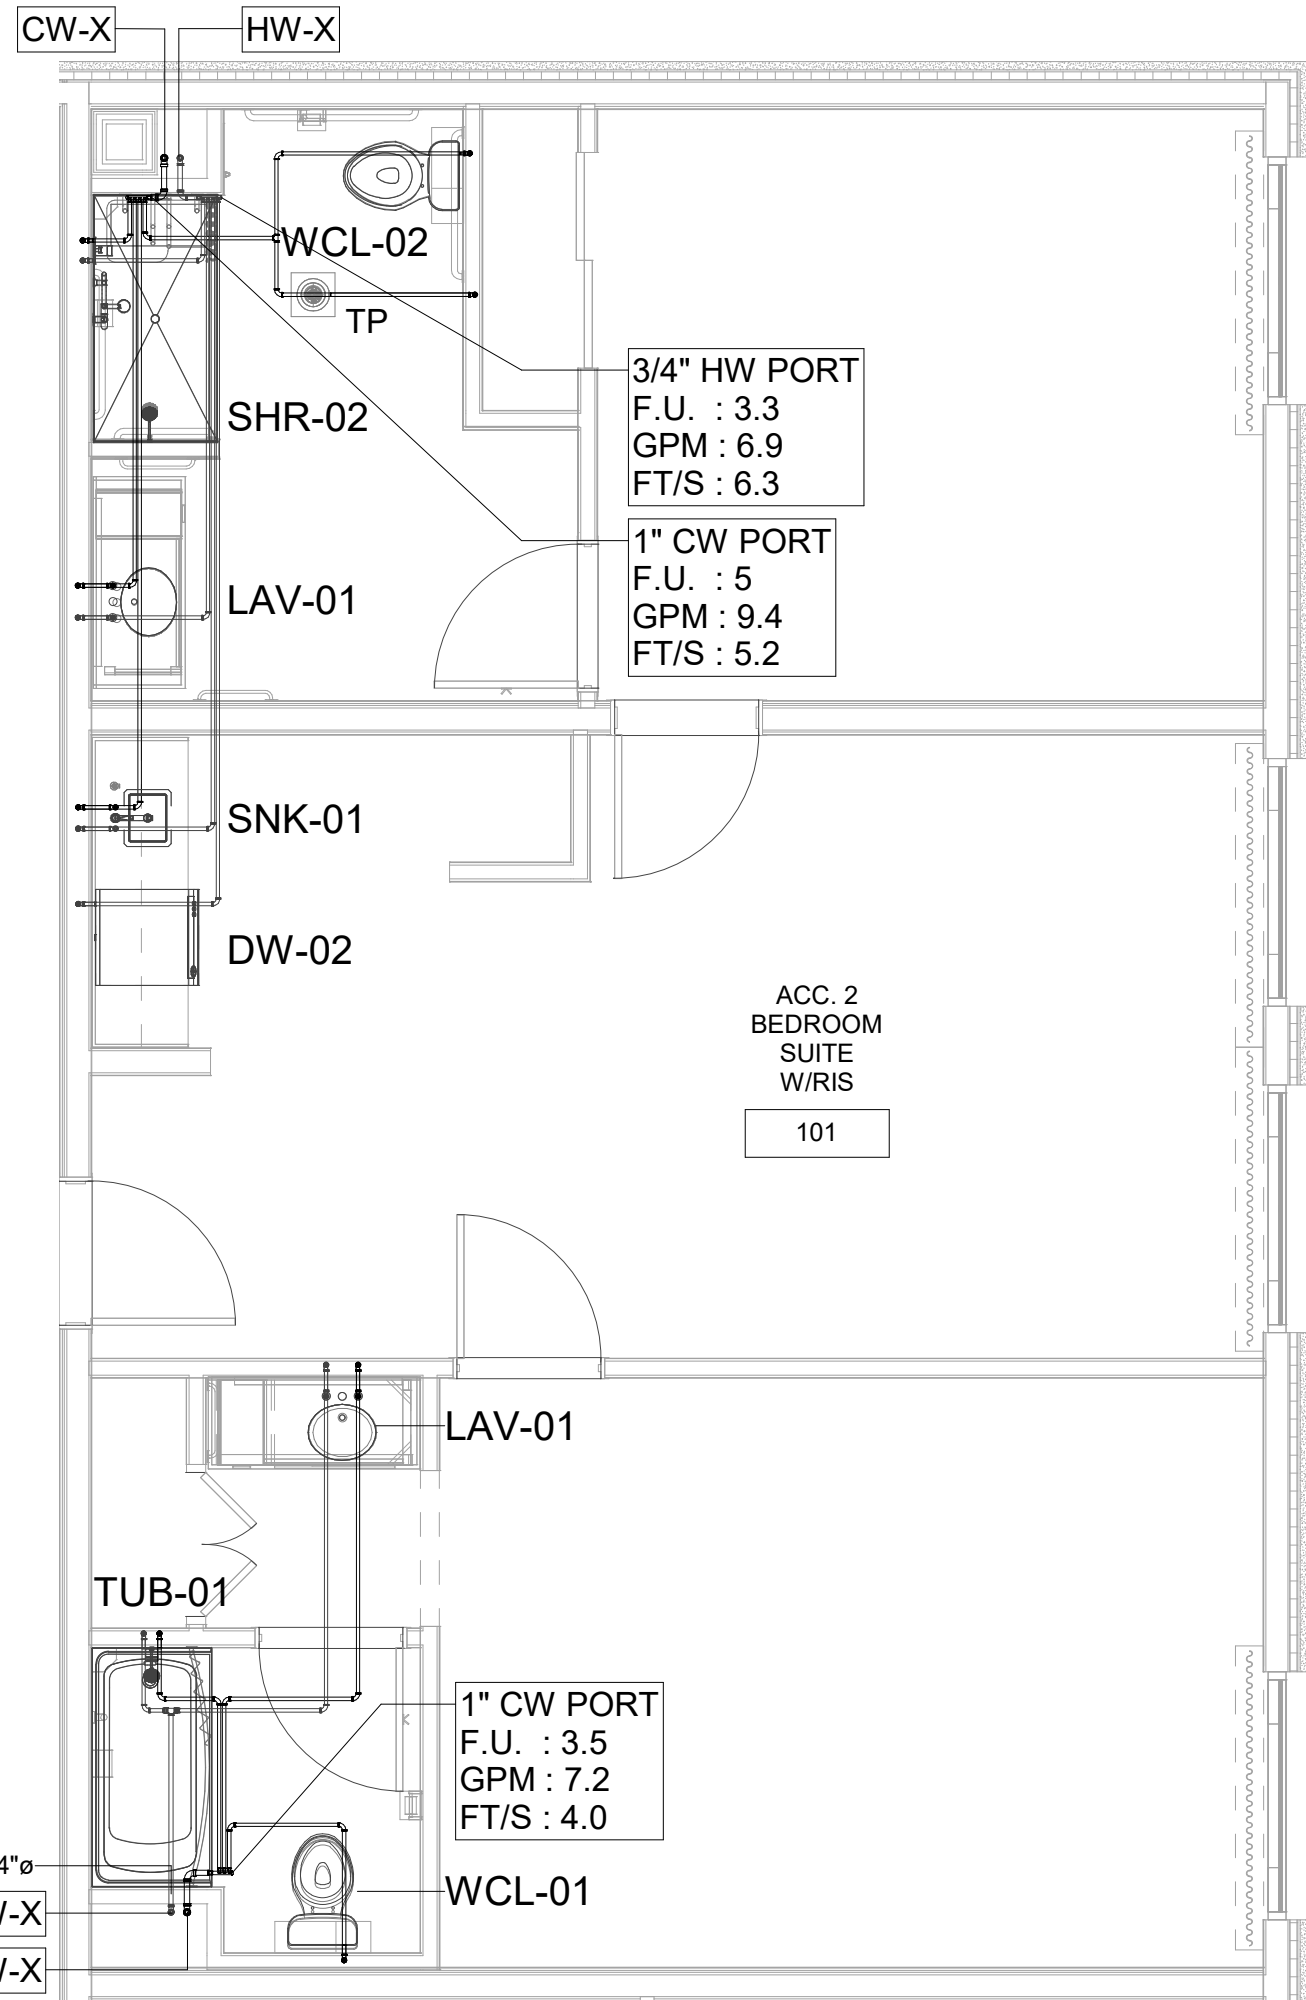 CW-X
HW-X
WCL-02
TP
3/4" HW PORT
F.U. : 3.3
GPM : 6.9
FT/S : 6.3
SHR-02
1" CW PORT
F.U. : 5
GPM : 9.4
FT/S : 5.2
LAV-01
SNK-01
DW-02
ACC. 2
BEDROOM
SUITE
W/RIS
101
LAV-01
TUB-01
1" CW PORT
F.U. : 3.5
GPM : 7.2
FT/S : 4.0
4"ø
WCL-01
-X
-X